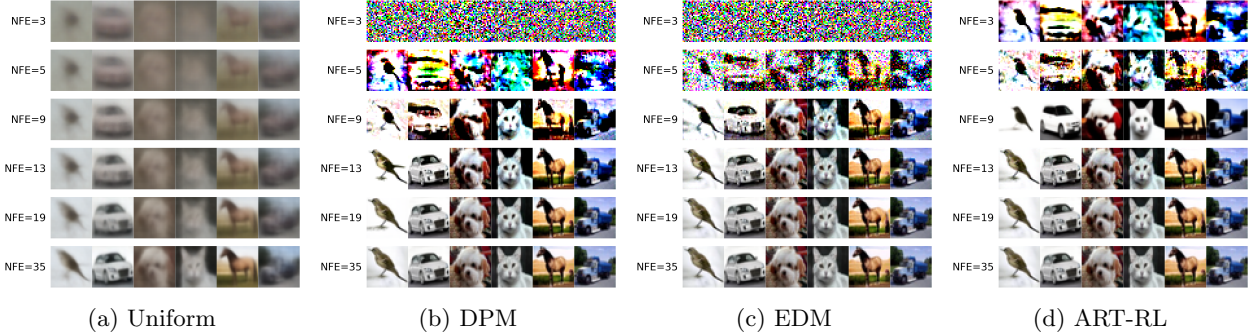 NFE=3 NFE=3 NFE=3 NFE=3
NFE=5 NFE=5 NFE=5 NFE=5
NFE=9 NFE=9 NFE=9 NFE=9
NFE=13 NFE=13 NFE=13 NFE=13
NFE=19 NFE=19 NFE=19 NFE=19
NFE=35 NFE=35 NFE=35 NFE=35
(a) Uniform (b) DPM (c) EDM (d) ART-RL